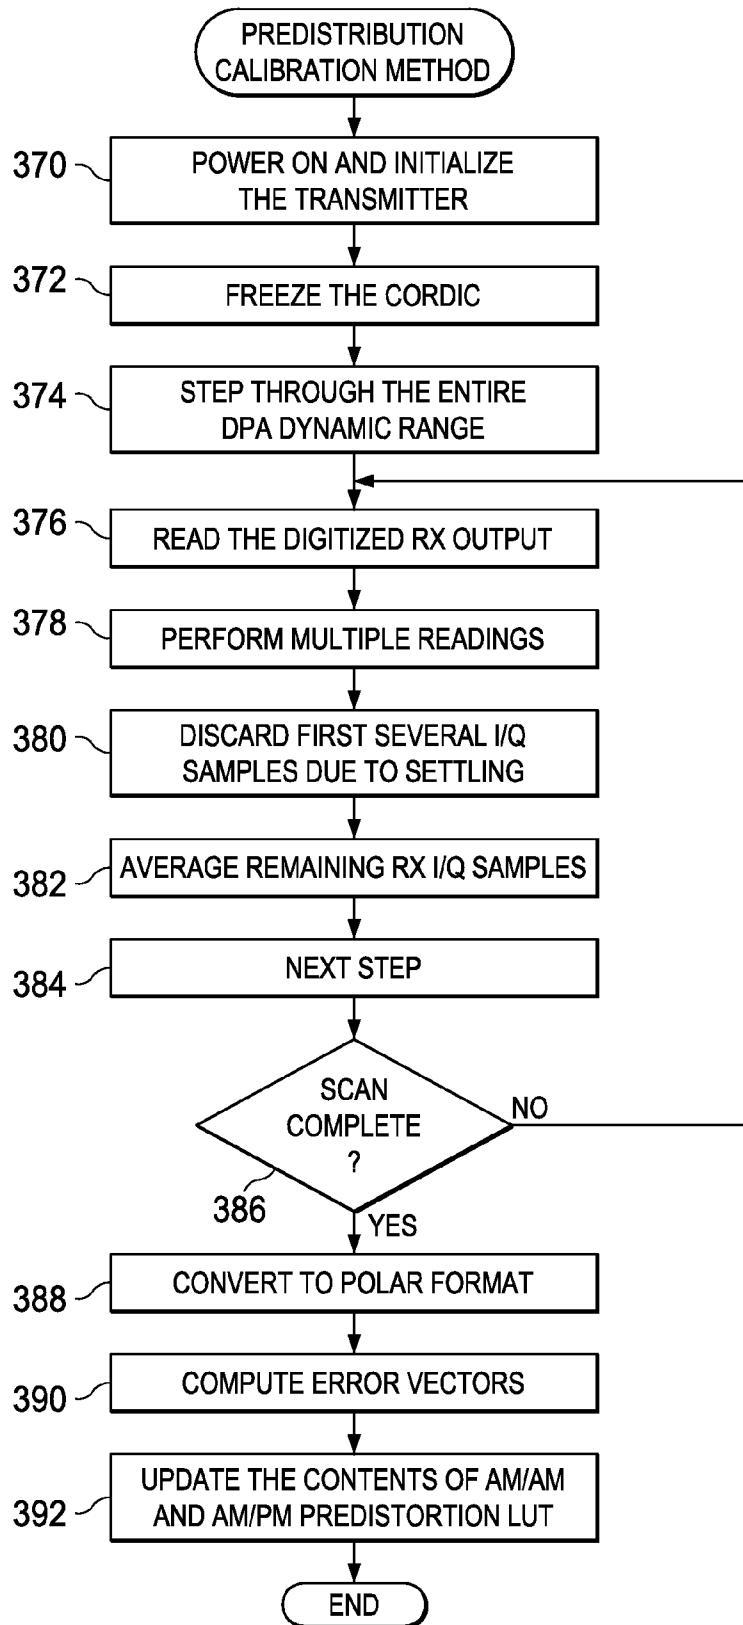 PREDISTRIBUTION
CALIBRATION METHOD
370
POWER ON AND INITIALIZE
THE TRANSMITTER
372
FREEZE THE CORDIC
374
STEP THROUGH THE ENTIRE
DPA DYNAMIC RANGE
376
READ THE DIGITIZED RX OUTPUT
378
PERFORM MULTIPLE READINGS
380
DISCARD FIRST SEVERAL I/Q
SAMPLES DUE TO SETTLING
382
AVERAGE REMAINING RX I/Q SAMPLES
384
NEXT STEP
SCAN
COMPLETE
?
NO
386
YES
388
CONVERT TO POLAR FORMAT
390
COMPUTE ERROR VECTORS
392
UPDATE THE CONTENTS OF AM/AM
AND AM/PM PREDISTORTION LUT
END